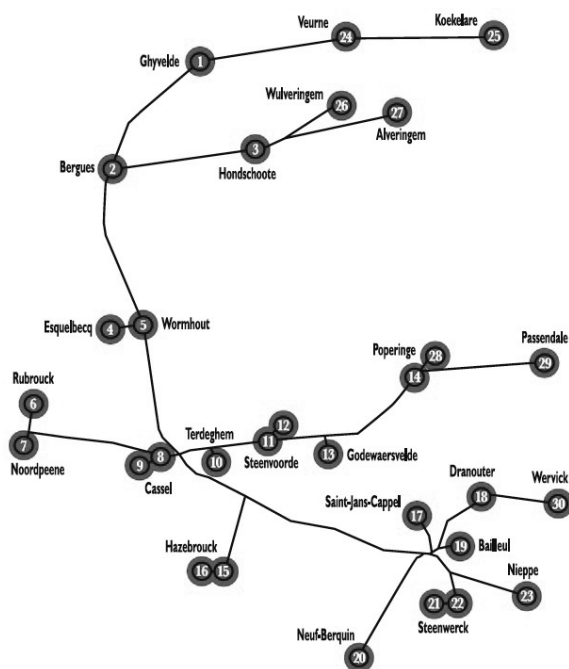 Veurne
24
Koekelare
25
Ghyvelde
1
Wulveringem
26
27
Alveringem
Bergues
2
3
Hondschoote
Esquelbecq
4
5
Wormhout
Poperinge
28
14
Passendale
29
Rubrouck
6
7
Noordpeene
Terdeghem
12
11
Steenvoorde
8
9
Cassel
10
13
Godewaersvelde
Dranouter
18
Wervick
30
Saint-Jans-Cappel
17
19
Bailleul
Hazebrouck
16
15
Nieppe
23
21
22
Steenwerck
Neuf-Berquin
20